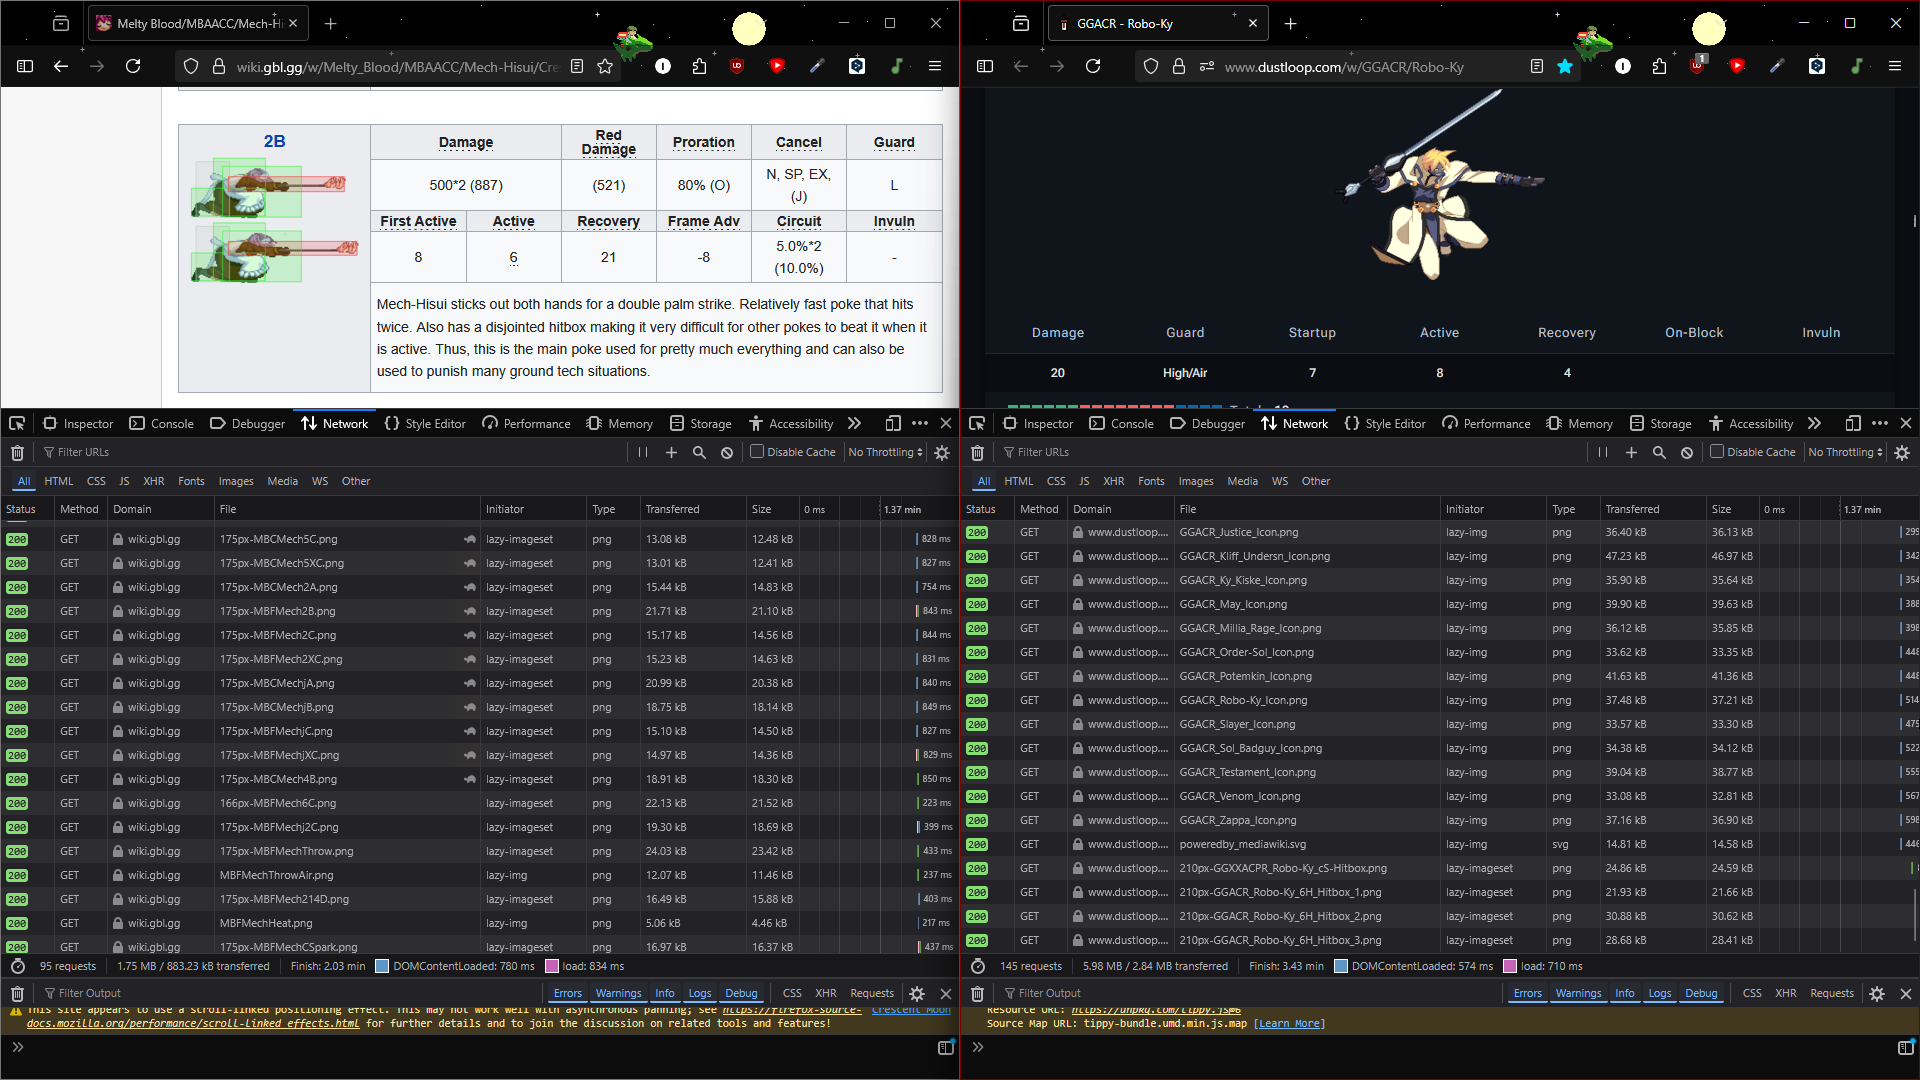 Melty Blood/MBAACC/Mech-Hi
wiki.gbl.gg/w/Melty_Blood/MBAACC/Mech-Hisui/Cre
2B
Damage
Red Damage
Proration
Cancel
Guard
500*2 (887)
(521)
80% (O)
N, SP, EX, (J)
L
First Active
Active
Recovery
Frame Adv
Circuit
Invuln
8
6
21
-8
5.0%*2 (10.0%)
-
Mech-Hisui sticks out both hands for a double palm strike. Relatively fast poke that hits
twice. Also has a disjointed hitbox making it very difficult for other pokes to beat it when it
is active. Thus, this is the main poke used for pretty much everything and can also be
used to punish many ground tech situations.
Inspector Console Debugger Network Style Editor Performance Memory Storage Accessibility
Filter URLs
Disable Cache No Throttling
All HTML CSS JS XHR Fonts Images Media WS Other
Status Method Domain File Initiator Type Transferred Size 0 ms 1.37 min
200 GET wiki.gbl.gg 175px-MBCMech5C.png lazy-imageset png 13.08 kB 12.48 kB 828 ms
200 GET wiki.gbl.gg 175px-MBCMech5XC.png lazy-imageset png 13.01 kB 12.41 kB 827 ms
200 GET wiki.gbl.gg 175px-MBCMech2A.png lazy-imageset png 15.44 kB 14.83 kB 754 ms
200 GET wiki.gbl.gg 175px-MBFMech2B.png lazy-imageset png 21.71 kB 21.10 kB 843 ms
200 GET wiki.gbl.gg 175px-MBFMech2C.png lazy-imageset png 15.17 kB 14.56 kB 844 ms
200 GET wiki.gbl.gg 175px-MBFMech2XC.png lazy-imageset png 15.23 kB 14.63 kB 831 ms
200 GET wiki.gbl.gg 175px-MBCMechjA.png lazy-imageset png 20.99 kB 20.38 kB 840 ms
200 GET wiki.gbl.gg 175px-MBCMechjB.png lazy-imageset png 18.75 kB 18.14 kB 849 ms
200 GET wiki.gbl.gg 175px-MBFMechjC.png lazy-imageset png 15.10 kB 14.50 kB 827 ms
200 GET wiki.gbl.gg 175px-MBFMechjXC.png lazy-imageset png 14.97 kB 14.36 kB 829 ms
200 GET wiki.gbl.gg 175px-MBCMech4B.png lazy-imageset png 18.91 kB 18.30 kB 850 ms
200 GET wiki.gbl.gg 166px-MBFMech6C.png lazy-imageset png 22.13 kB 21.52 kB 223 ms
200 GET wiki.gbl.gg 175px-MBFMechj2C.png lazy-imageset png 19.30 kB 18.69 kB 399 ms
200 GET wiki.gbl.gg 175px-MBFMechThrow.png lazy-imageset png 24.03 kB 23.42 kB 433 ms
200 GET wiki.gbl.gg MBFMechThrowAir.png lazy-img png 12.07 kB 11.46 kB 237 ms
200 GET wiki.gbl.gg 175px-MBFMech214D.png lazy-imageset png 16.49 kB 15.88 kB 403 ms
200 GET wiki.gbl.gg MBFMechHeat.png lazy-img png 5.06 kB 4.46 kB 217 ms
200 GET wiki.gbl.gg 175px-MBFMechCSpark.png lazy-imageset png 16.97 kB 16.37 kB 437 ms
95 requests 1.75 MB / 883.23 kB transferred Finish: 2.03 min DOMContentLoaded: 780 ms load: 834 ms
Filter Output Errors Warnings Info Logs Debug CSS XHR Requests
This site appears to use a scroll-linked positioning effect. This may not work well with asynchronous panning; see https://firefox-source- Crescent Moon
docs.mozilla.org/performance/scroll-linked_effects.html for further details and to join the discussion on related tools and features!
GGACR - Robo-Ky
www.dustloop.com/w/GGACR/Robo-Ky
1
Damage Guard Startup Active Recovery On-Block Invuln
20 High/Air 7 8 4
Inspector Console Debugger Network Style Editor Performance Memory Storage Accessibility
Filter URLs
Disable Cache No Throttling
All HTML CSS JS XHR Fonts Images Media WS Other
Status Method Domain File Initiator Type Transferred Size 0 ms 1.37 min
200 GET www.dustloop.... GGACR_Justice_Icon.png lazy-img png 36.40 kB 36.13 kB 299
200 GET www.dustloop.... GGACR_Kliff_Undersn_Icon.png lazy-img png 47.23 kB 46.97 kB 342
200 GET www.dustloop.... GGACR_Ky_Kiske_Icon.png lazy-img png 35.90 kB 35.64 kB 354
200 GET www.dustloop.... GGACR_May_Icon.png lazy-img png 39.90 kB 39.63 kB 388
200 GET www.dustloop.... GGACR_Millia_Rage_Icon.png lazy-img png 36.12 kB 35.85 kB 398
200 GET www.dustloop.... GGACR_Order-Sol_Icon.png lazy-img png 33.62 kB 33.35 kB 448
200 GET www.dustloop.... GGACR_Potemkin_Icon.png lazy-img png 41.63 kB 41.36 kB 448
200 GET www.dustloop.... GGACR_Robo-Ky_Icon.png lazy-img png 37.48 kB 37.21 kB 514
200 GET www.dustloop.... GGACR_Slayer_Icon.png lazy-img png 33.57 kB 33.30 kB 475
200 GET www.dustloop.... GGACR_Sol_Badguy_Icon.png lazy-img png 34.38 kB 34.12 kB 522
200 GET www.dustloop.... GGACR_Testament_Icon.png lazy-img png 39.04 kB 38.77 kB 555
200 GET www.dustloop.... GGACR_Venom_Icon.png lazy-img png 33.08 kB 32.81 kB 567
200 GET www.dustloop.... GGACR_Zappa_Icon.png lazy-img png 37.16 kB 36.90 kB 598
200 GET www.dustloop.... poweredby_mediawiki.svg lazy-img svg 14.81 kB 14.58 kB 446
200 GET www.dustloop.... 210px-GGXXACPR_Robo-Ky_cS-Hitbox.png lazy-imageset png 24.86 kB 24.59 kB
200 GET www.dustloop.... 210px-GGACR_Robo-Ky_6H_Hitbox_1.png lazy-imageset png 21.93 kB 21.66 kB
200 GET www.dustloop.... 210px-GGACR_Robo-Ky_6H_Hitbox_2.png lazy-imageset png 30.88 kB 30.62 kB
200 GET www.dustloop.... 210px-GGACR_Robo-Ky_6H_Hitbox_3.png lazy-imageset png 28.68 kB 28.41 kB
145 requests 5.98 MB / 2.84 MB transferred Finish: 3.43 min DOMContentLoaded: 574 ms load: 710 ms
Filter Output Errors Warnings Info Logs Debug CSS XHR Requests
Resource URL: https://unpkg.com/tippy.js@6
Source Map URL: tippy-bundle.umd.min.js.map [Learn More]